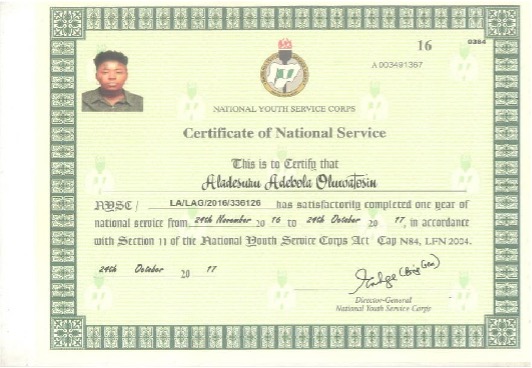 16
0384
A 003491367
NATIONAL YOUTH SERVICE CORPS
Certificate of National Service
This is to Certify that
Aladesuru Adebola Oluwatosin
NYSC / LA/LAG/2016/336126 has satisfactorily completed one year of
national service from 24th November 20 16 to 24th October 20 17, in accordance
with Section 11 of the National Youth Service Corps Act Cap N84, LFN 2004.
24th October 20 17
(Brig Gen)
Director-General
National Youth Service Corps